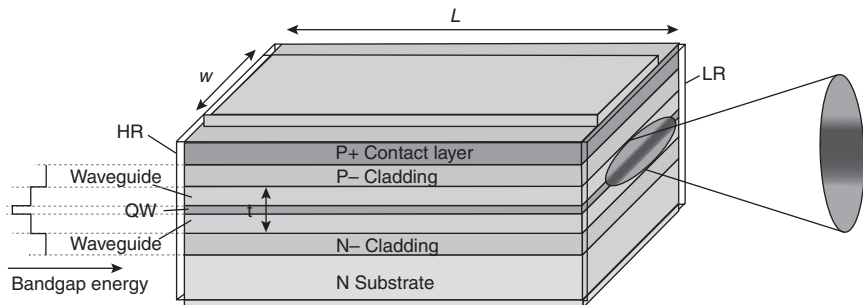 L
w
LR
HR
P+ Contact layer
P– Cladding
Waveguide
QW
t
Waveguide
N– Cladding
N Substrate
Bandgap energy